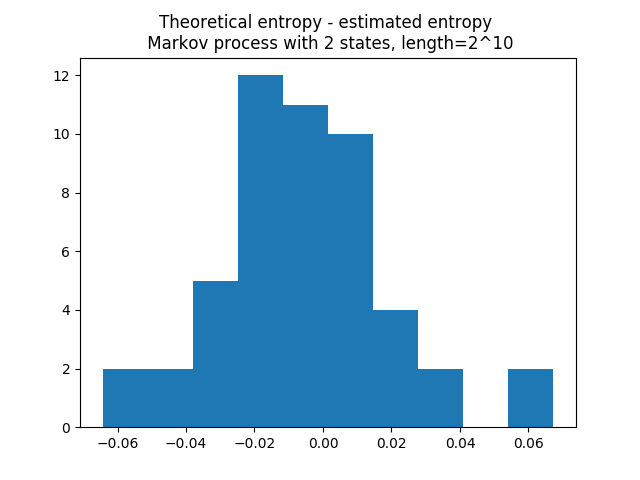 Theoretical entropy - estimated entropy
Markov process with 2 states, length=2^10
12
10
8
6
4
2
0
−0.06 −0.04 −0.02 0.00 0.02 0.04 0.06